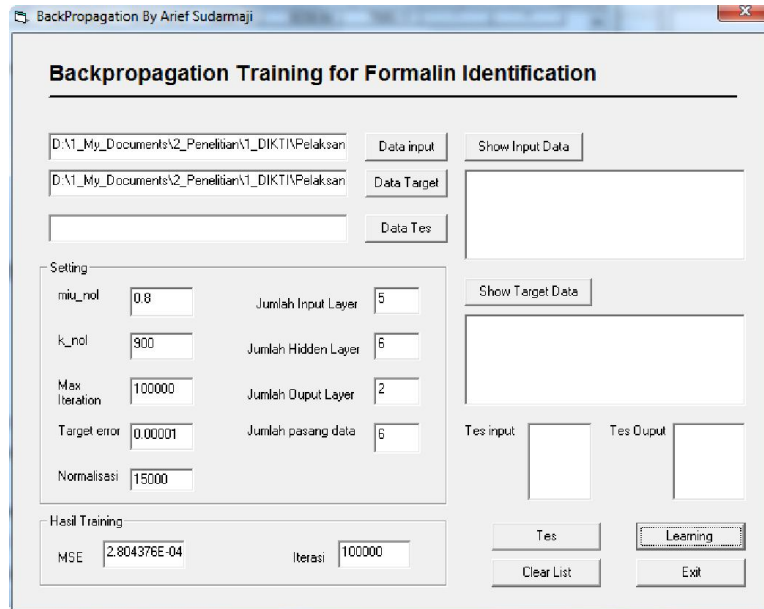 BackPropagation By Arief Sudarmaji
Backpropagation Training for Formalin Identification
D:\1_My_Documents\2_Penelitian\1_DIKTI\Pelaksan
Data input
Show Input Data
D:\1_My_Documents\2_Penelitian\1_DIKTI\Pelaksan
Data Target
Data Tes
Setting
miu_nol 0.8
Jumlah Input Layer 5
Show Target Data
k_nol 900
Jumlah Hidden Layer 6
Max Iteration 100000
Jumlah Ouput Layer 2
Target error 0.00001
Jumlah pasang data 6
Tes input
Tes Ouput
Normalisasi 15000
Hasil Training
MSE 2.804376E-04
Iterasi 100000
Tes
Learning
Clear List
Exit